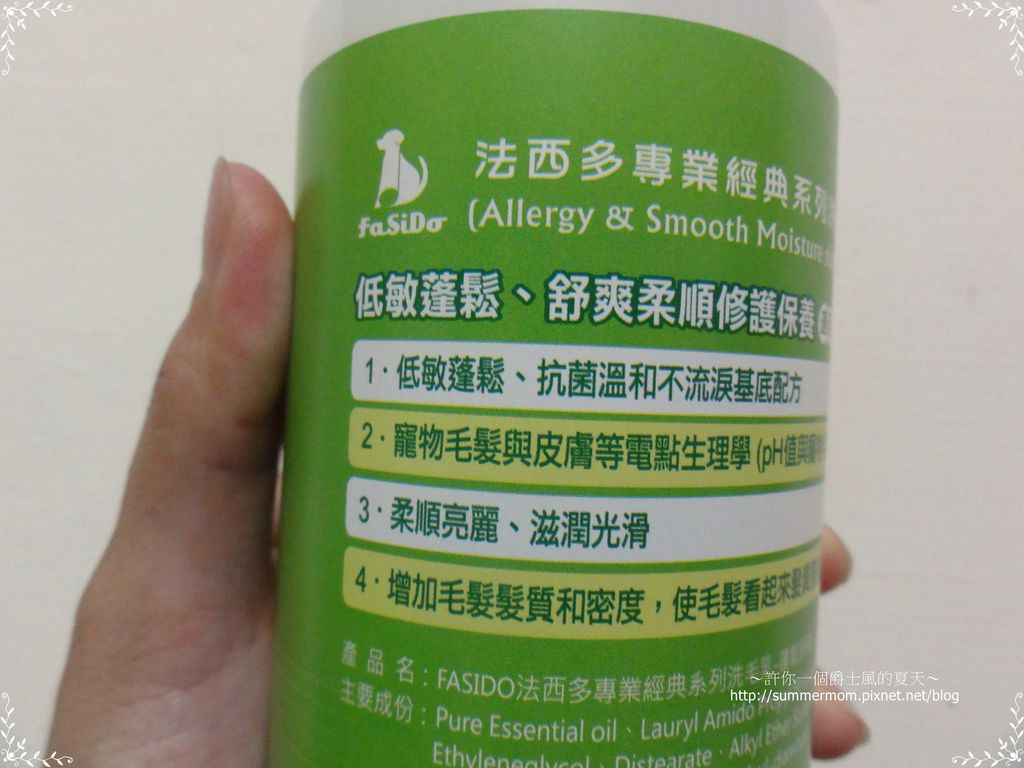 法西多專業經典系列
FaSiDo
(Allergy & Smooth Moisture
低敏蓬鬆、舒爽柔順修護保養
1·低敏蓬鬆、抗菌溫和不流淚基底配方
2·寵物毛髮與皮膚等電點生理學(pH值與寵物
3·柔順亮麗、滋潤光滑
4·增加毛髮髮質和密度，使毛髮看起來髮質
產品名：FASIDO法西多專業經典系列洗毛
主要成份：Pure Essential oil、Lauryl Amido
Ethyleneglycol、Distearate、Alkyl Ether
～許你一個爵士風的夏天～
http://summermom.pixnet.net/blog